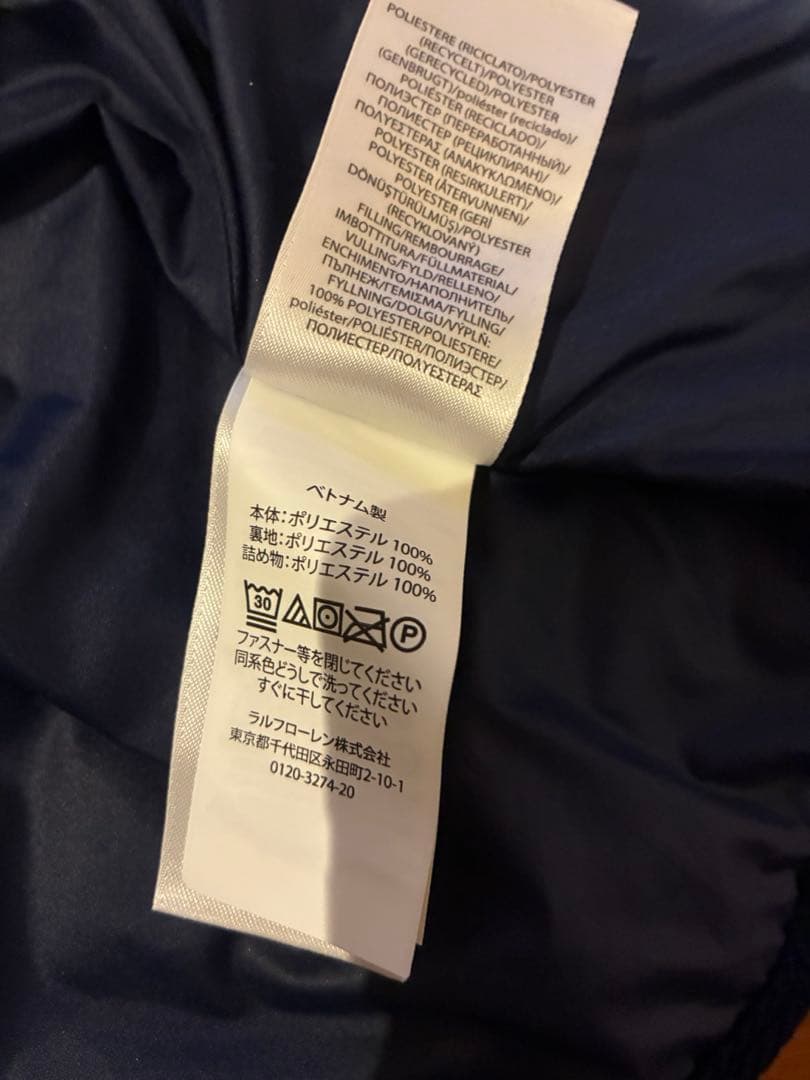 POLIESTERE (RICICLATO)/POLYESTER
(RECYCELT)/POLYESTER
(GERECYCLED)/POLYESTER
(GENBRUGT)/poliéster (reciclado)/
POLIÉSTER (RECICLADO)/
ПОЛИЭСТЕР (ПЕРЕРАБОТАННЫЙ)/
ПОЛИЕСТЕР (РЕЦИКЛИРАН)/
ΠΟΛΥΕΣΤΕΡΑΣ (ΑΝΑΚΥΚΛΩΜΕΝΟ)/
POLYESTER (RESIRKULERT)/
POLYESTER (ÅTERVUNNEN)/
POLYESTER (GERİ
DÖNÜŞTÜRÜLMÜŞ)/POLYESTER
(RECYKLOVANÝ)
FILLING/REMBOURRAGE/
IMBOTTITURA/FÜLLMATERIAL/
VULLING/FYLD/RELLENO/
ENCHIMENTO/НАПОЛНИТЕЛЬ/
ПЪЛНЕЖ/ΓΕΜΙΣΜΑ/FYLLING/
FYLLNING/DOLGU/VÝPLŇ:
100% POLYESTER/POLIESTERE/
poliéster/POLIÉSTER/ПОЛИЭСТЕР/
ПОЛИЕСТЕР/ΠΟΛΥΕΣΤΕΡΑΣ
ベトナム製
本体:ポリエステル 100%
裏地:ポリエステル 100%
詰め物:ポリエステル 100%
30 P
ファスナー等を閉じてください
同系色どうしで洗ってください
すぐに干してください
ラルフローレン株式会社
東京都千代田区永田町2-10-1
0120-3274-20